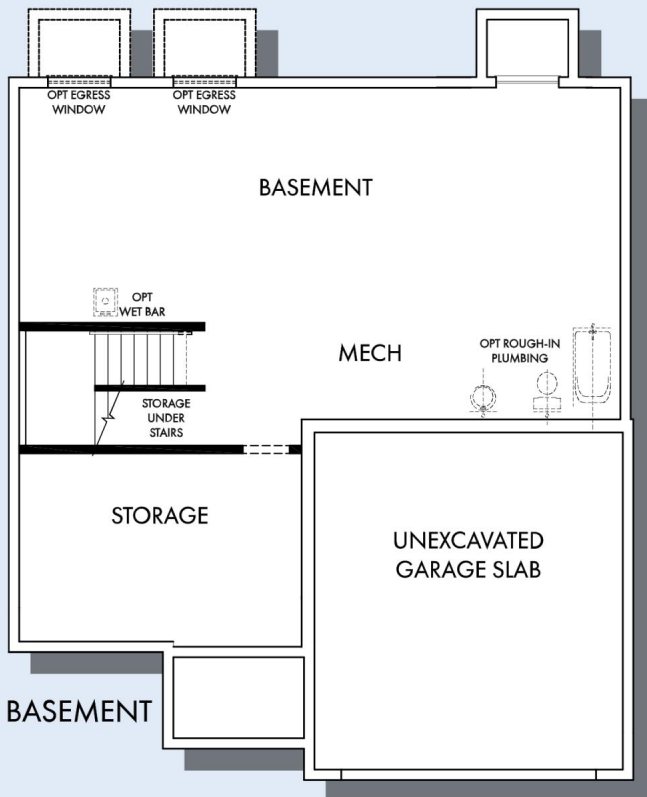 OPT EGRESS
WINDOW
OPT EGRESS
WINDOW
BASEMENT
OPT
WET BAR
MECH
OPT ROUGH-IN
PLUMBING
STORAGE
UNDER
STAIRS
STORAGE
UNEXCAVATED
GARAGE SLAB
BASEMENT